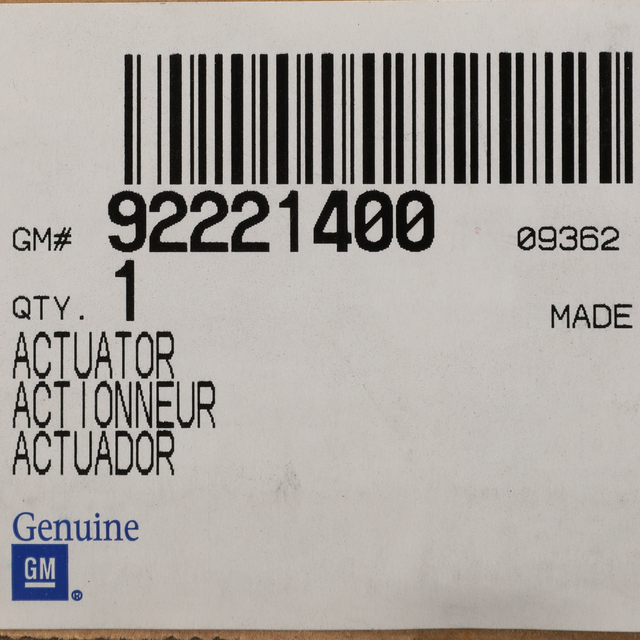 GM# 92221400 09362
QTY. 1 MADE
ACTUATOR
ACTIONNEUR
ACTUADOR
Genuine
GM ®